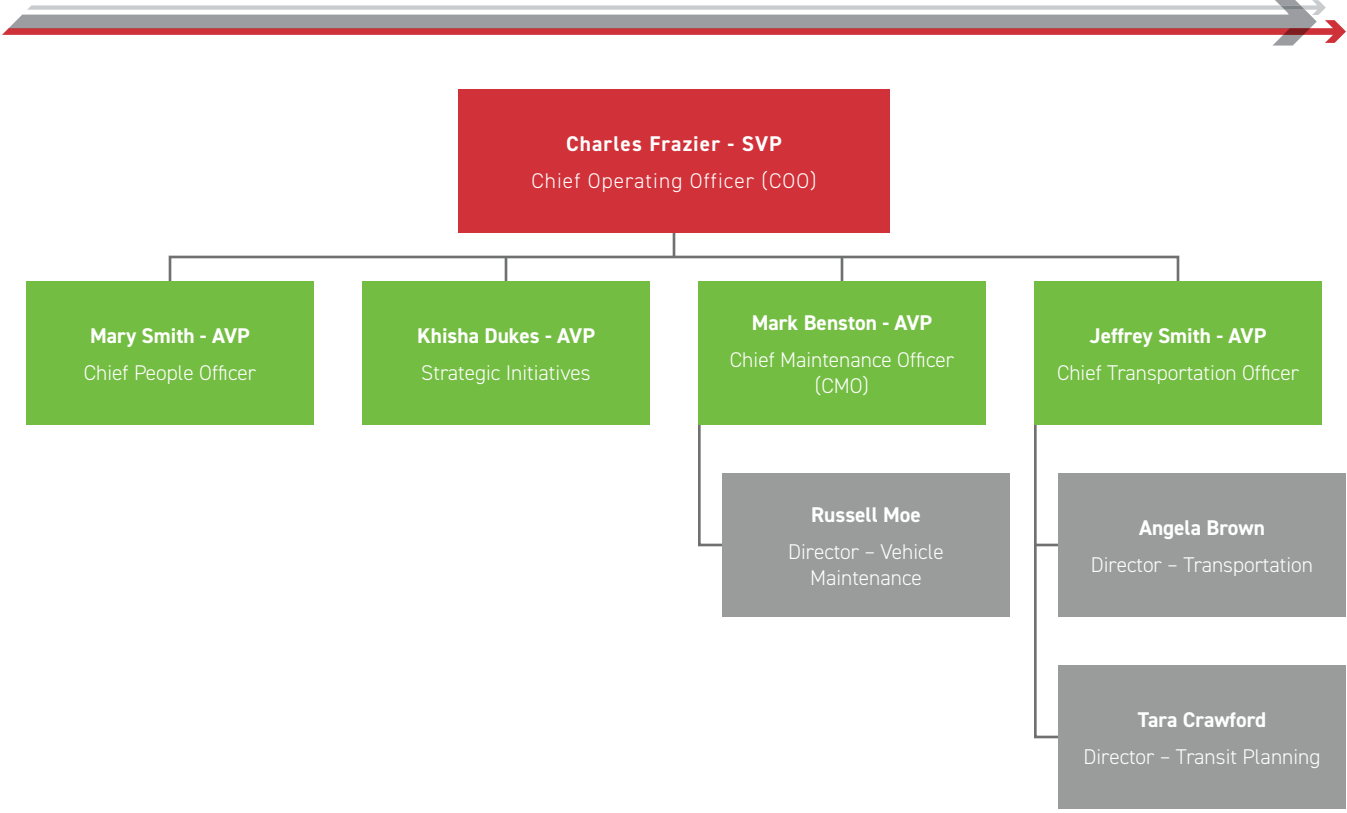 Charles Frazier - SVP
Chief Operating Officer (COO)
Mary Smith - AVP
Chief People Officer
Khisha Dukes - AVP
Strategic Initiatives
Mark Benston - AVP
Chief Maintenance Officer
(CMO)
Jeffrey Smith - AVP
Chief Transportation Officer
Russell Moe
Director – Vehicle
Maintenance
Angela Brown
Director – Transportation
Tara Crawford
Director – Transit Planning